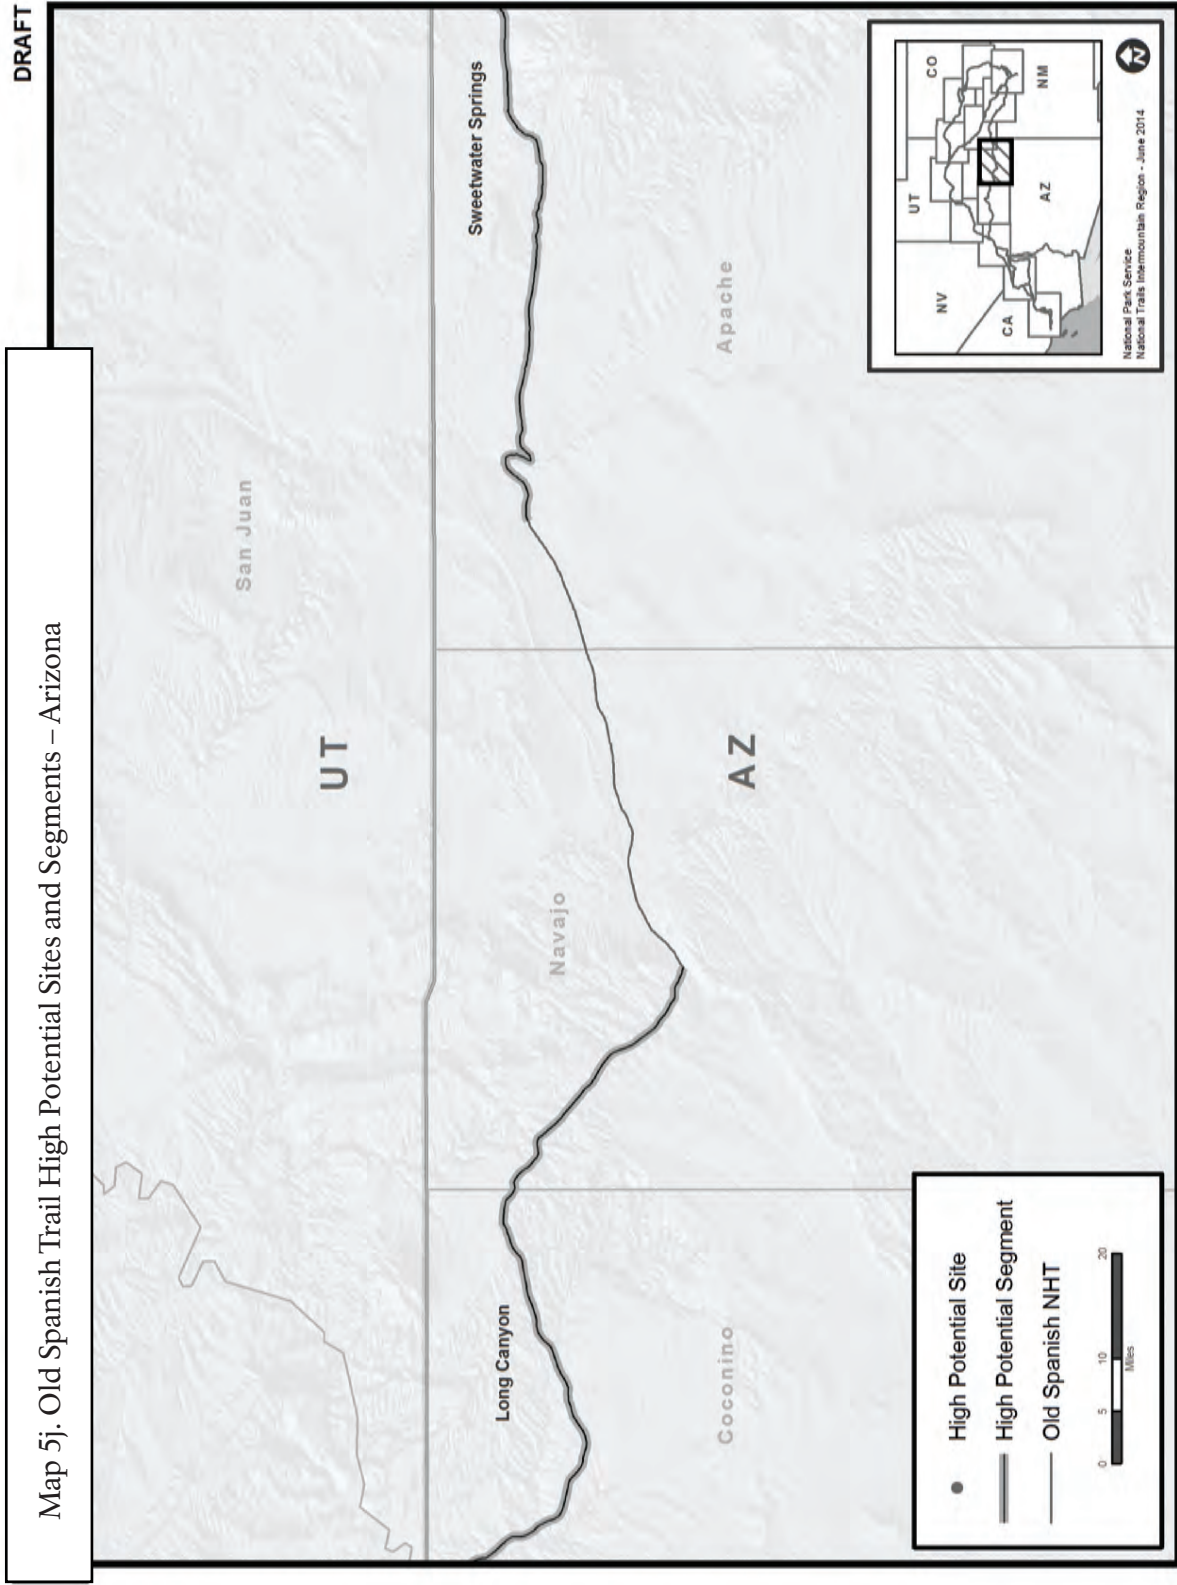 DRAFT
Map 5j. Old Spanish Trail High Potential Sites and Segments – Arizona
San Juan
UT
Sweetwater Springs
Long Canyon
Navajo
Apache
AZ
Coconino
High Potential Site
High Potential Segment
Old Spanish NHT
0 5 10 20
Miles
UT
CO
NV
CA
AZ
NM
National Park Service
National Trails Intermountain Region - June 2014
N